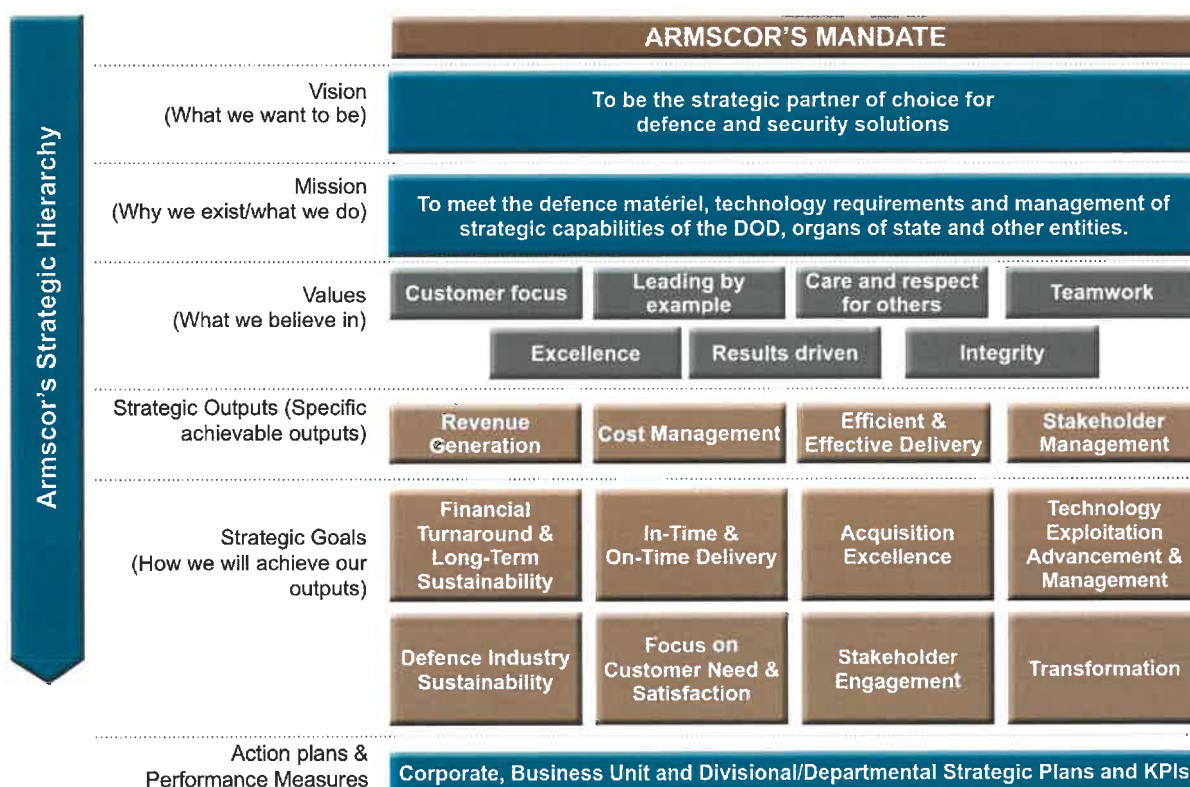 ARMSCOR'S MANDATE
Armscor's Strategic Hierarchy
Vision
(What we want to be)
To be the strategic partner of choice for
defence and security solutions
Mission
(Why we exist/what we do)
To meet the defence matériel, technology requirements and management of
strategic capabilities of the DOD, organs of state and other entities.
Values
(What we believe in)
Customer focus
Leading by
example
Care and respect
for others
Teamwork
Excellence
Results driven
Integrity
Strategic Outputs (Specific
achievable outputs)
Revenue
Generation
Cost Management
Efficient &
Effective Delivery
Stakeholder
Management
Strategic Goals
(How we will achieve our
outputs)
Financial
Turnaround &
Long-Term
Sustainability
In-Time &
On-Time Delivery
Acquisition
Excellence
Technology
Exploitation
Advancement &
Management
Defence Industry
Sustainability
Focus on
Customer Need &
Satisfaction
Stakeholder
Engagement
Transformation
Action plans &
Performance Measures
Corporate, Business Unit and Divisional/Departmental Strategic Plans and KPIs